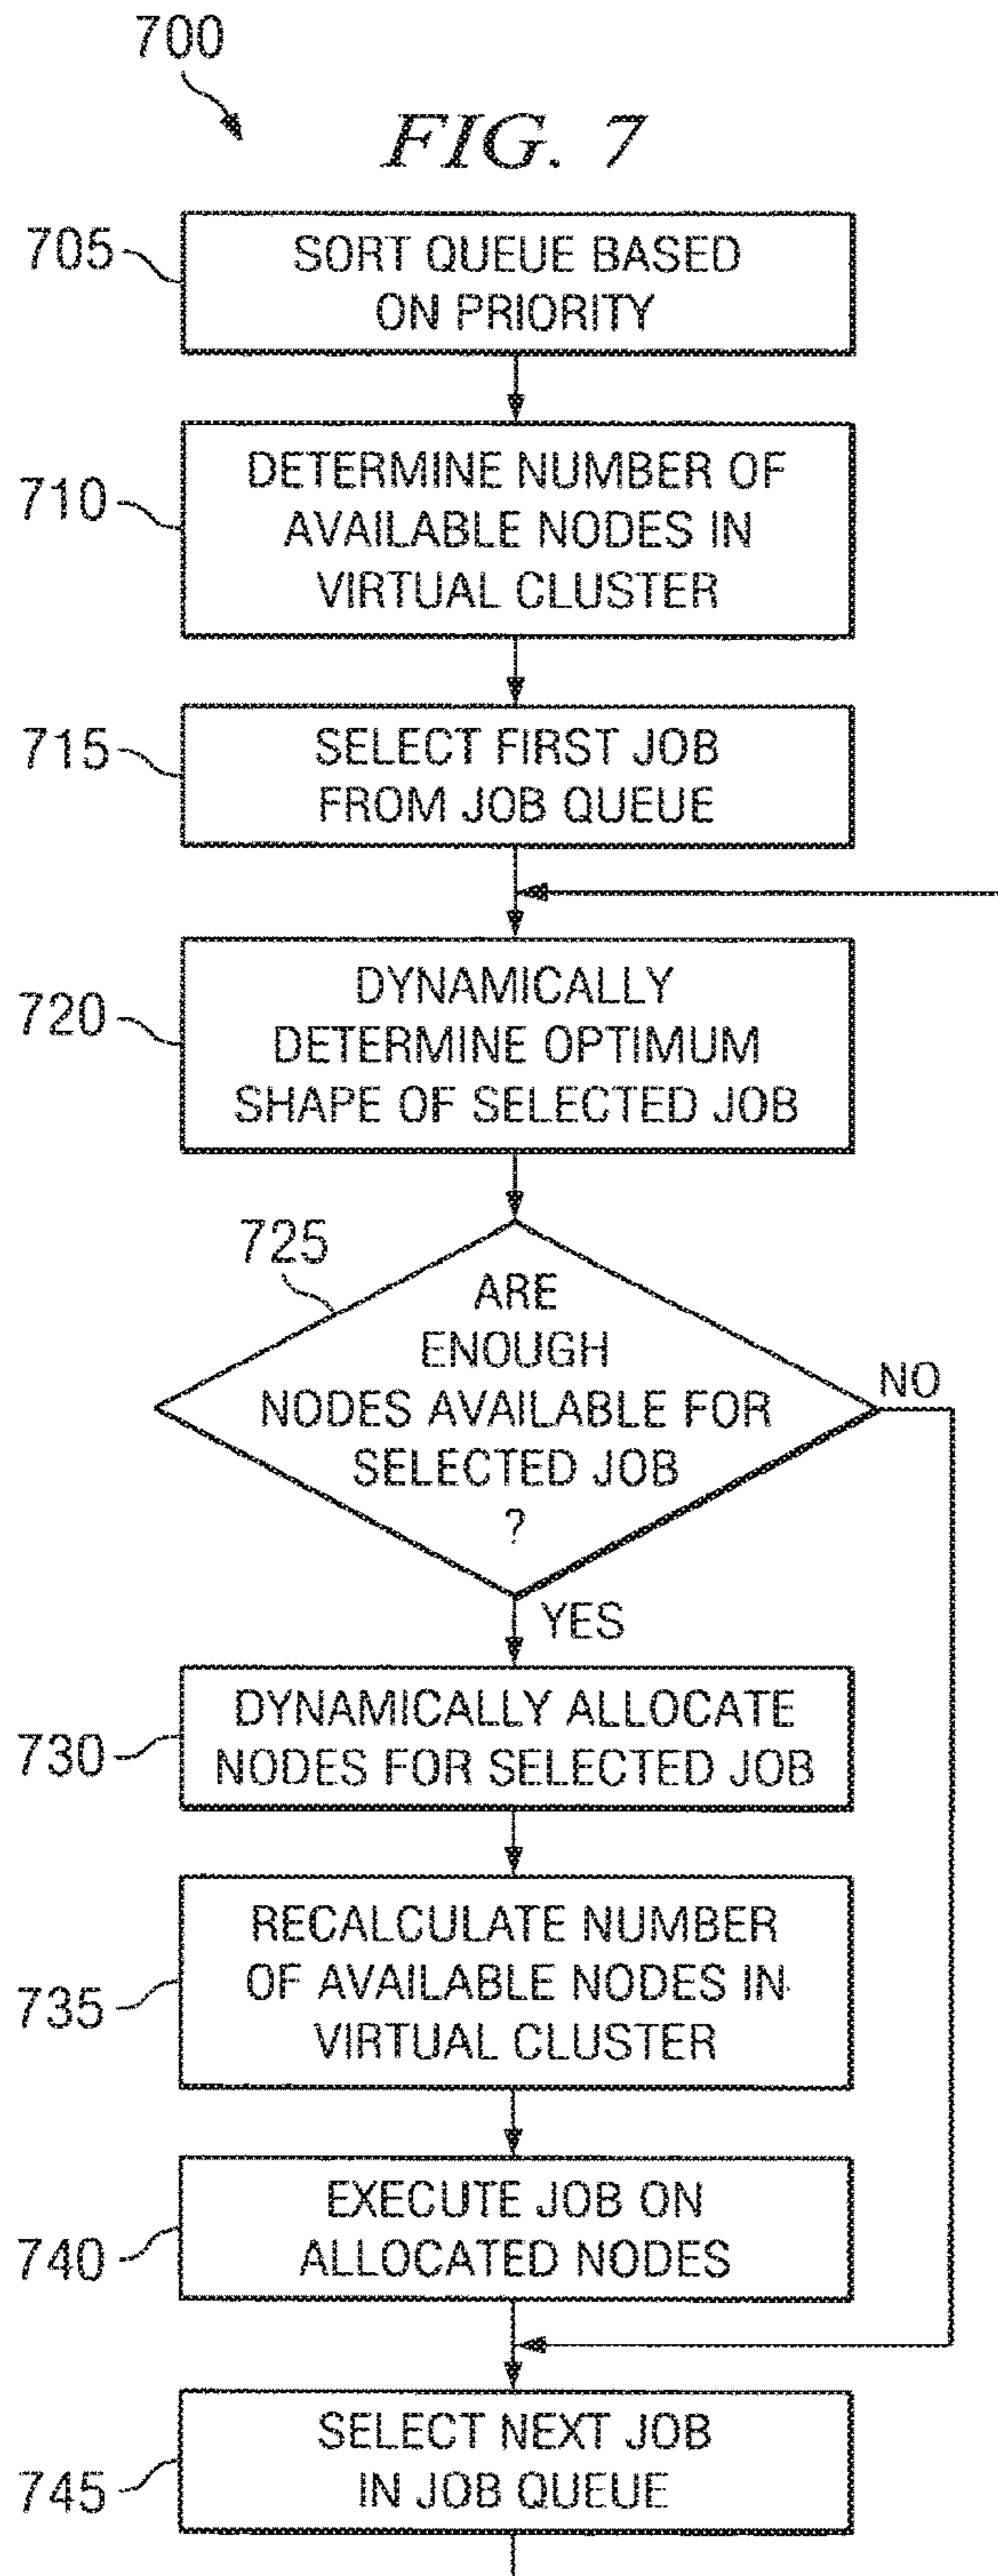 700
FIG. 7
705
SORT QUEUE BASED
ON PRIORITY
710
DETERMINE NUMBER OF
AVAILABLE NODES IN
VIRTUAL CLUSTER
715
SELECT FIRST JOB
FROM JOB QUEUE
720
DYNAMICALLY
DETERMINE OPTIMUM
SHAPE OF SELECTED JOB
725
ARE
ENOUGH
NODES AVAILABLE FOR
SELECTED JOB
?
NO
YES
730
DYNAMICALLY ALLOCATE
NODES FOR SELECTED JOB
735
RECALCULATE NUMBER
OF AVAILABLE NODES IN
VIRTUAL CLUSTER
740
EXECUTE JOB ON
ALLOCATED NODES
745
SELECT NEXT JOB
IN JOB QUEUE